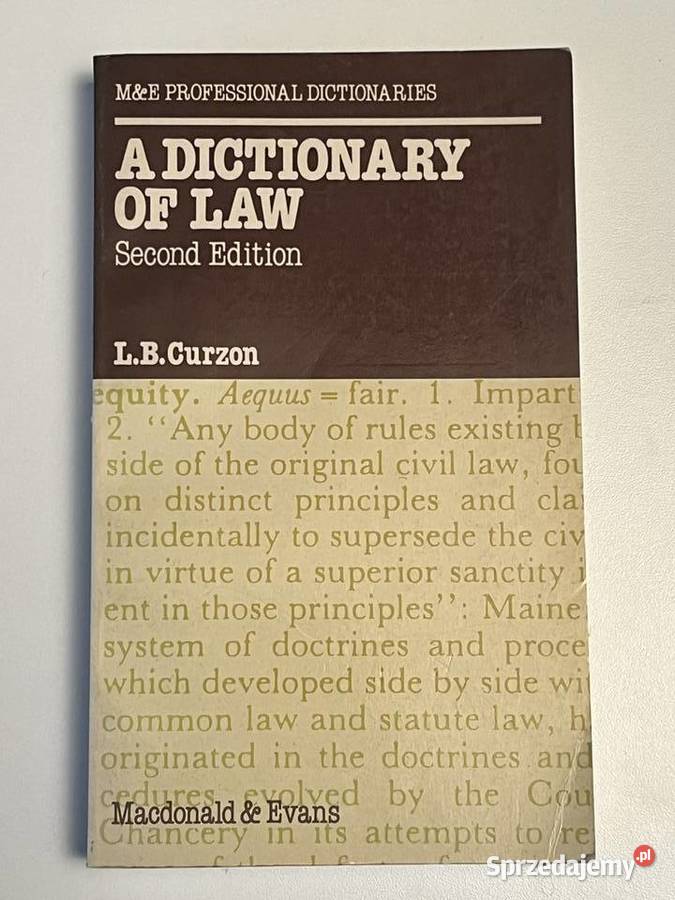 M&E PROFESSIONAL DICTIONARIES
A DICTIONARY
OF LAW
Second Edition
L.B.Curzon
equity. Aequus = fair. 1. Impart
2. “Any body of rules existing b
side of the original civil law, fou
on distinct principles and cla
incidentally to supersede the civ
in virtue of a superior sanctity i
ent in those principles”: Maine.
system of doctrines and proce
which developed side by side wi
common law and statute law, h
originated in the doctrines and
cedures evolved by the Cou
Macdonald & Evans
Chancery in its attempts to re
Sprzedajemy.pl